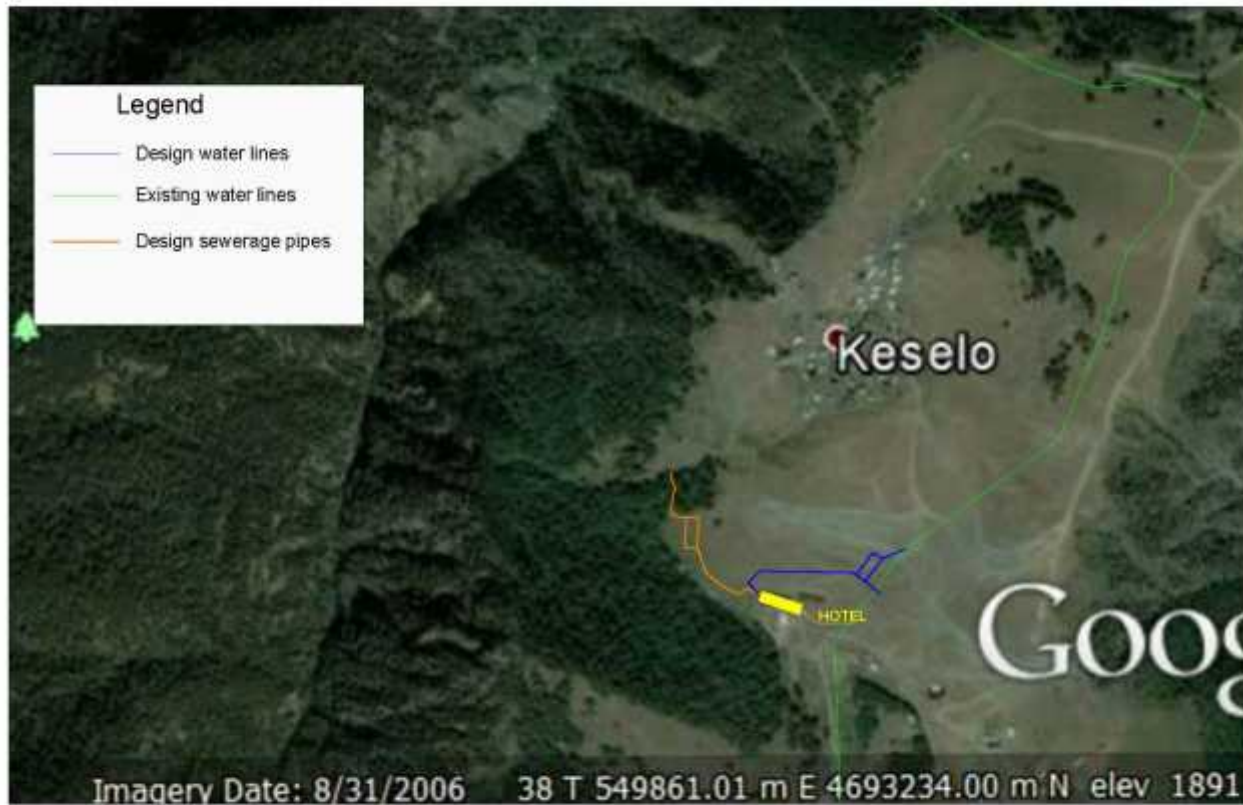 Legend
Design water lines
Existing water lines
Design sewerage pipes
Keselo
HOTEL
Goog
Imagery Date: 8/31/2006 38 T 549861.01 m E 4693234.00 m N elev 1891